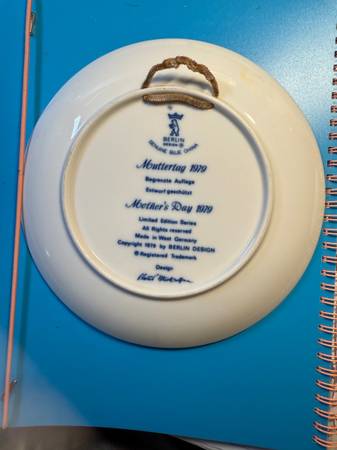 BERLIN
DESIGN
GENUINE BLUE CHINA
Muttertag 1979
Begrenzte Auflage
Entwurf geschützt
Mother's Day 1979
Limited Edition Series
All Rights reserved
Made in West Germany
Copyright 1979 by BERLIN DESIGN
® Registered Trademark
Design